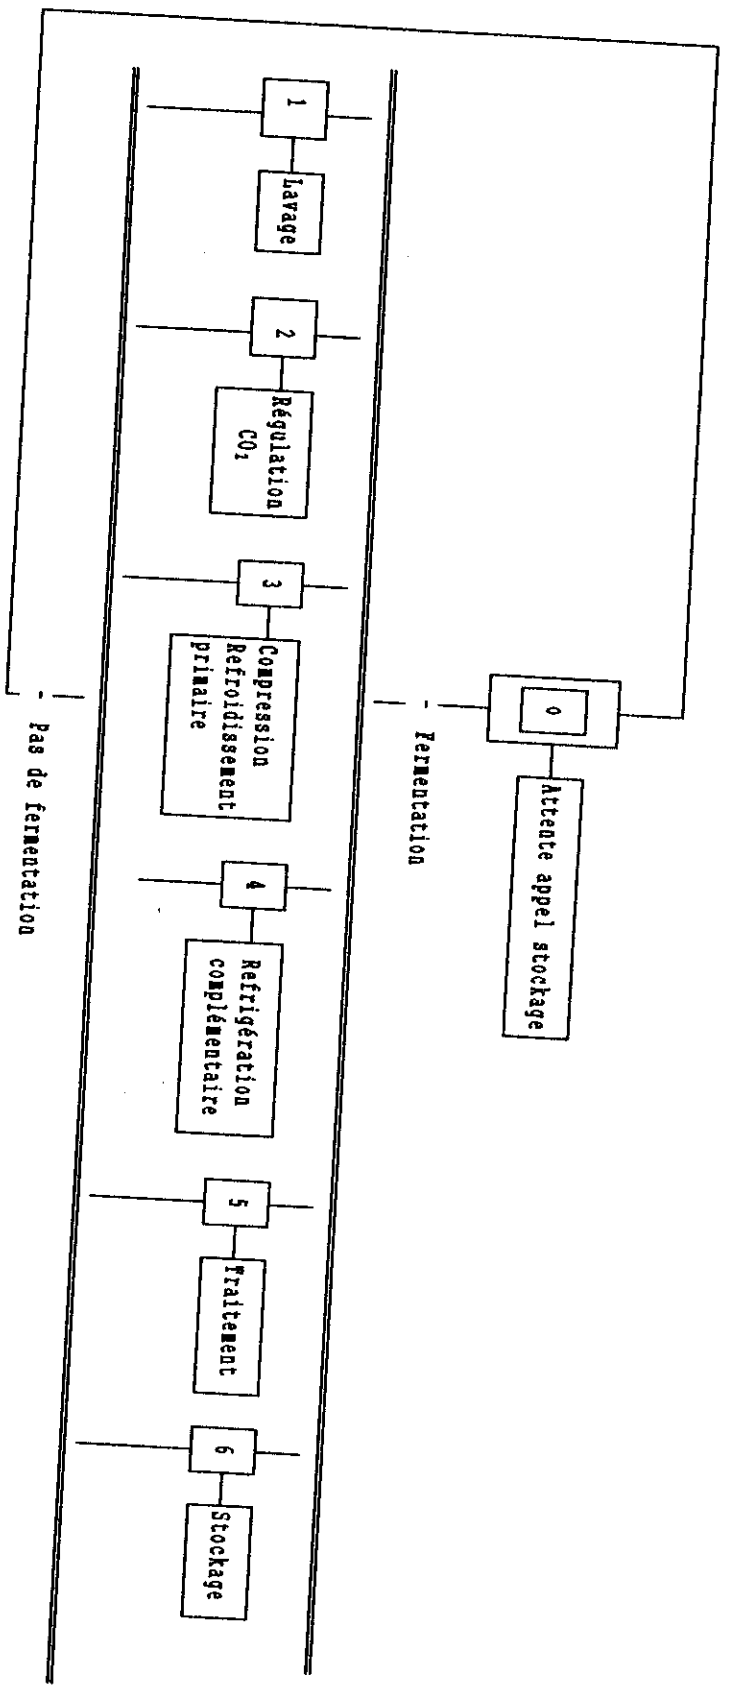 0
Attente appel stockage
- Fermentation
1
Lavage
2
Régulation
CO₂
3
Compression
Refroidissement
primaire
4
Refrigération
complémentaire
5
Traitement
6
Stockage
- Pas de fermentation